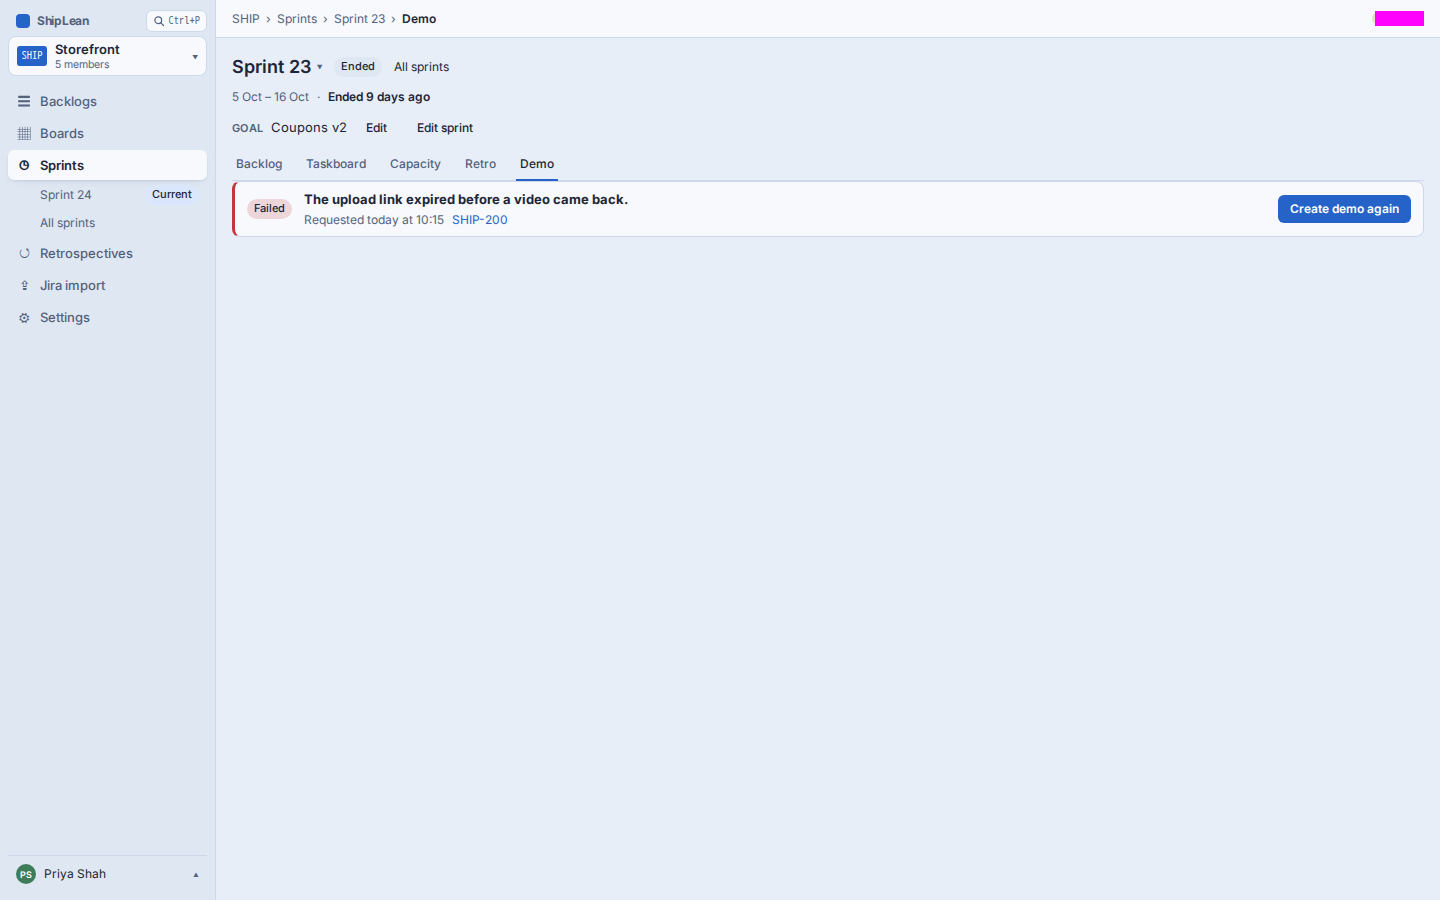 ShipLean
Ctrl+P
SHIP
Storefront
5 members
Backlogs
Boards
Sprints
Sprint 24
Current
All sprints
Retrospectives
Jira import
Settings
PS
Priya Shah
SHIP › Sprints › Sprint 23 › Demo
Sprint 23
Ended
All sprints
5 Oct – 16 Oct · Ended 9 days ago
GOAL Coupons v2 Edit Edit sprint
Backlog Taskboard Capacity Retro Demo
Failed
The upload link expired before a video came back.
Requested today at 10:15 SHIP-200
Create demo again